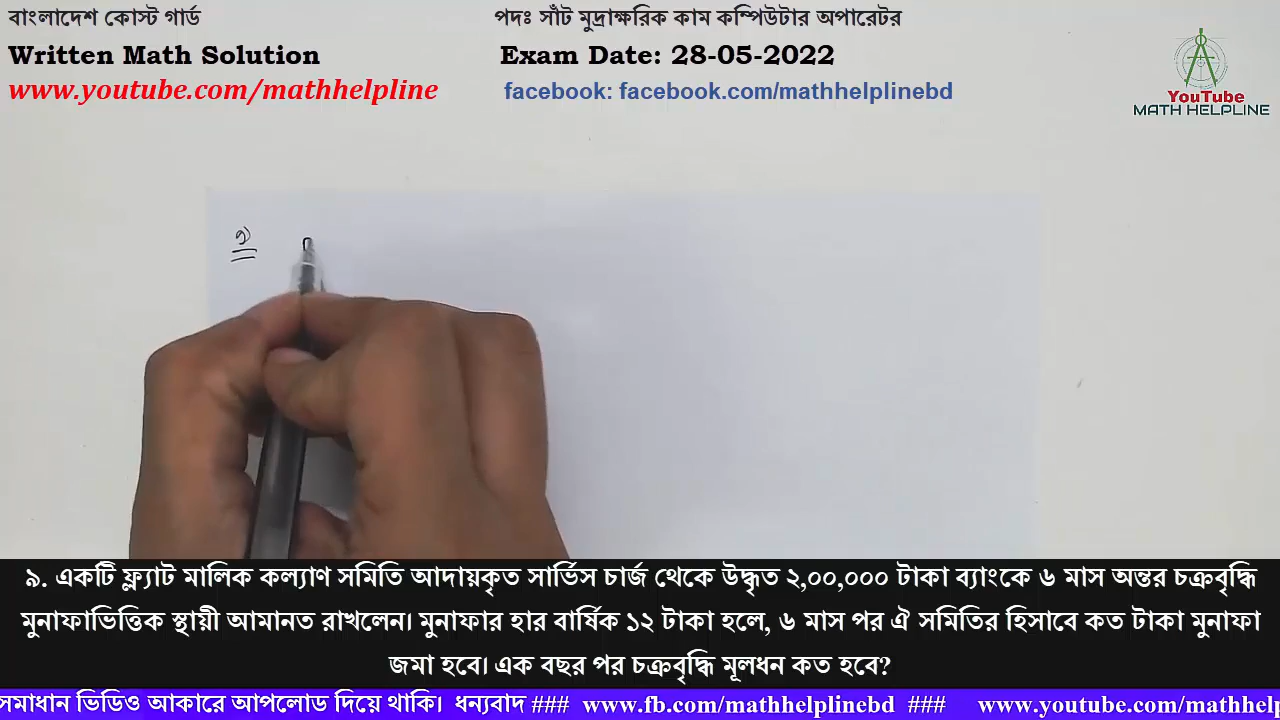 বাংলাদেশ কোস্ট গার্ড
পদঃ সাঁট মুদ্রাক্ষরিক কাম কম্পিউটার অপারেটর
Written Math Solution
Exam Date: 28-05-2022
www.youtube.com/mathhelpline
facebook: facebook.com/mathhelplinebd
YouTube
MATH HELPLINE
৯
৯. একটি ফ্ল্যাট মালিক কল্যাণ সমিতি আদায়কৃত সার্ভিস চার্জ থেকে উদ্ধৃত ২,০০,০০০ টাকা ব্যাংকে ৬ মাস অন্তর চক্রবৃদ্ধি
মুনাফাভিত্তিক স্থায়ী আমানত রাখলেন। মুনাফার হার বার্ষিক ১২ টাকা হলে, ৬ মাস পর ঐ সমিতির হিসাবে কত টাকা মুনাফা
জমা হবে। এক বছর পর চক্রবৃদ্ধি মূলধন কত হবে?
সমাধান ভিডিও আকারে আপলোড দিয়ে থাকি। ধন্যবাদ ### www.fb.com/mathhelplinebd ### www.youtube.com/mathhelp